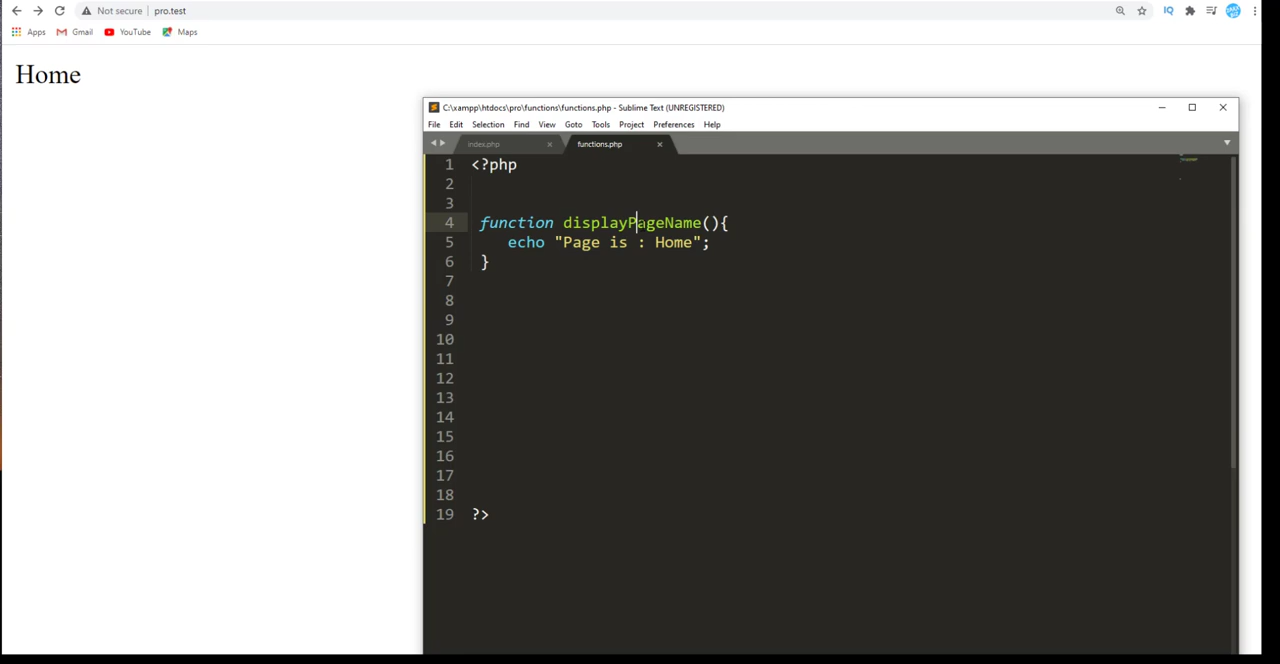 Not secure pro.test
Apps Gmail YouTube Maps
Home
C:\xampp\htdocs\pro\functions\functions.php - Sublime Text (UNREGISTERED)
File Edit Selection Find View Goto Tools Project Preferences Help
index.php functions.php
1 <?php
2
3
4 function displayPageName(){
5 echo "Page is : Home";
6 }
7
8
9
10
11
12
13
14
15
16
17
18
19 ?>